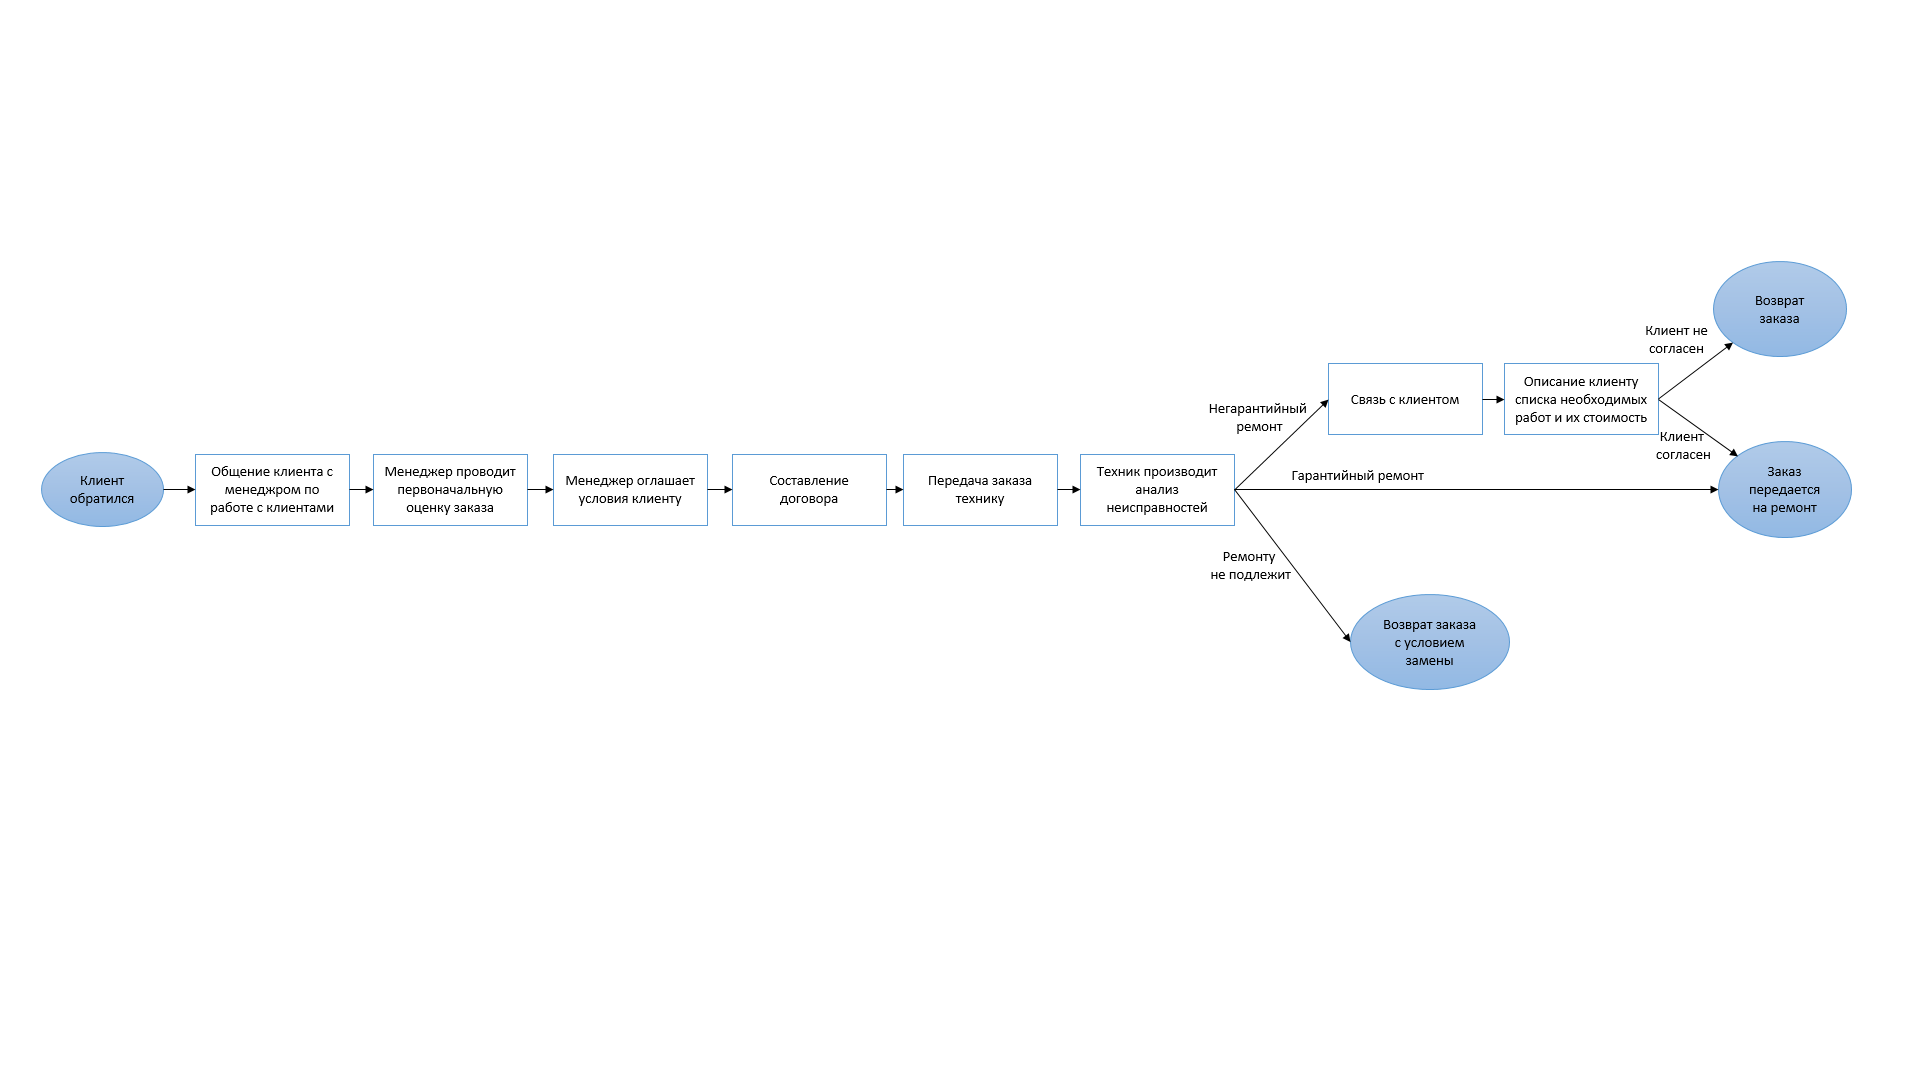 Клиент
обратился
Общение клиента с
менеджром по
работе с клиентами
Менеджер проводит
первоначальную
оценку заказа
Менеджер оглашает
условия клиенту
Составление
договора
Передача заказа
технику
Техник производит
анализ
неисправностей
Негарантийный
ремонт
Связь с клиентом
Описание клиенту
списка необходимых
работ и их стоимость
Клиент не
согласен
Возврат
заказа
Клиент
согласен
Гарантийный ремонт
Заказ
передается
на ремонт
Ремонту
не подлежит
Возврат заказа
с условием
замены